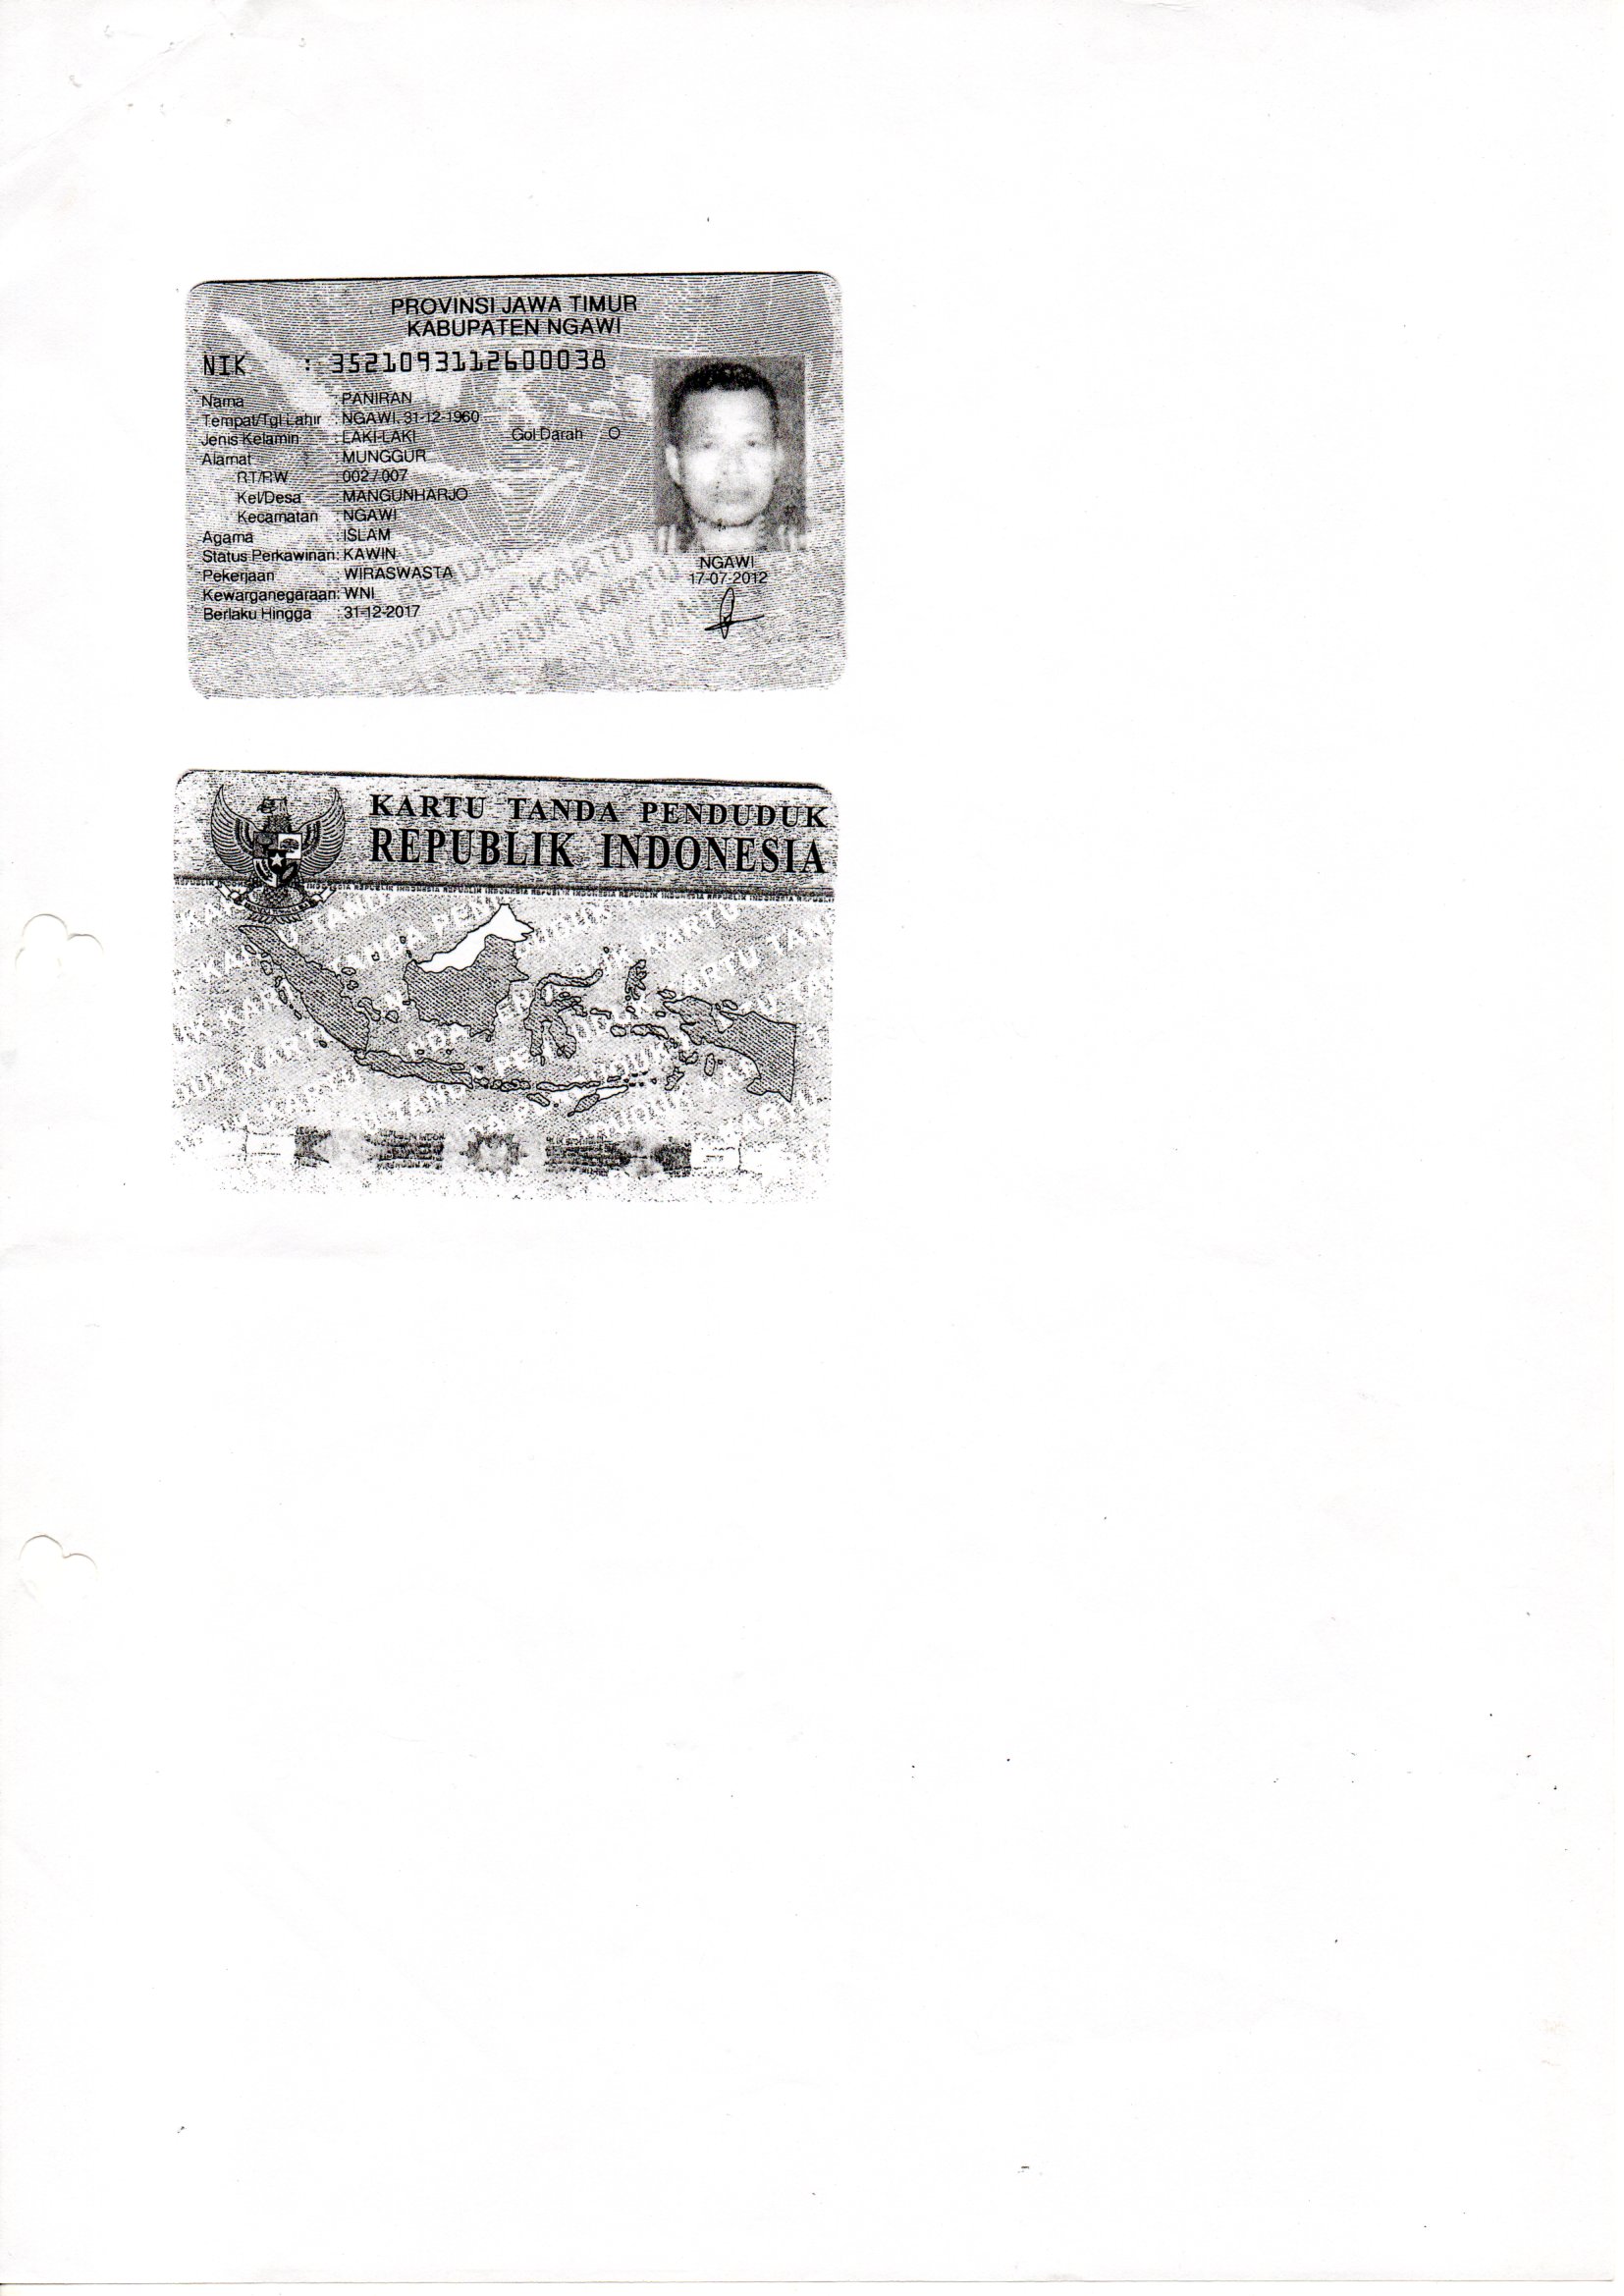 PROVINSI JAWA TIMUR
KABUPATEN NGAWI
NIK : 3521093112600038
Nama : PANIRAN
Tempat/Tgl Lahir : NGAWI, 31-12-1960
Jenis Kelamin : LAKI-LAKI Gol Darah O
Alamat : MUNGGUR
RT/RW : 002 / 007
Kel/Desa : MANGUNHARJO
Kecamatan : NGAWI
Agama : ISLAM
Status Perkawinan: KAWIN
Pekerjaan : WIRASWASTA
Kewarganegaraan: WNI
Berlaku Hingga : 31-12-2017
NGAWI
17-07-2012
KARTU TANDA PENDUDUK
REPUBLIK INDONESIA